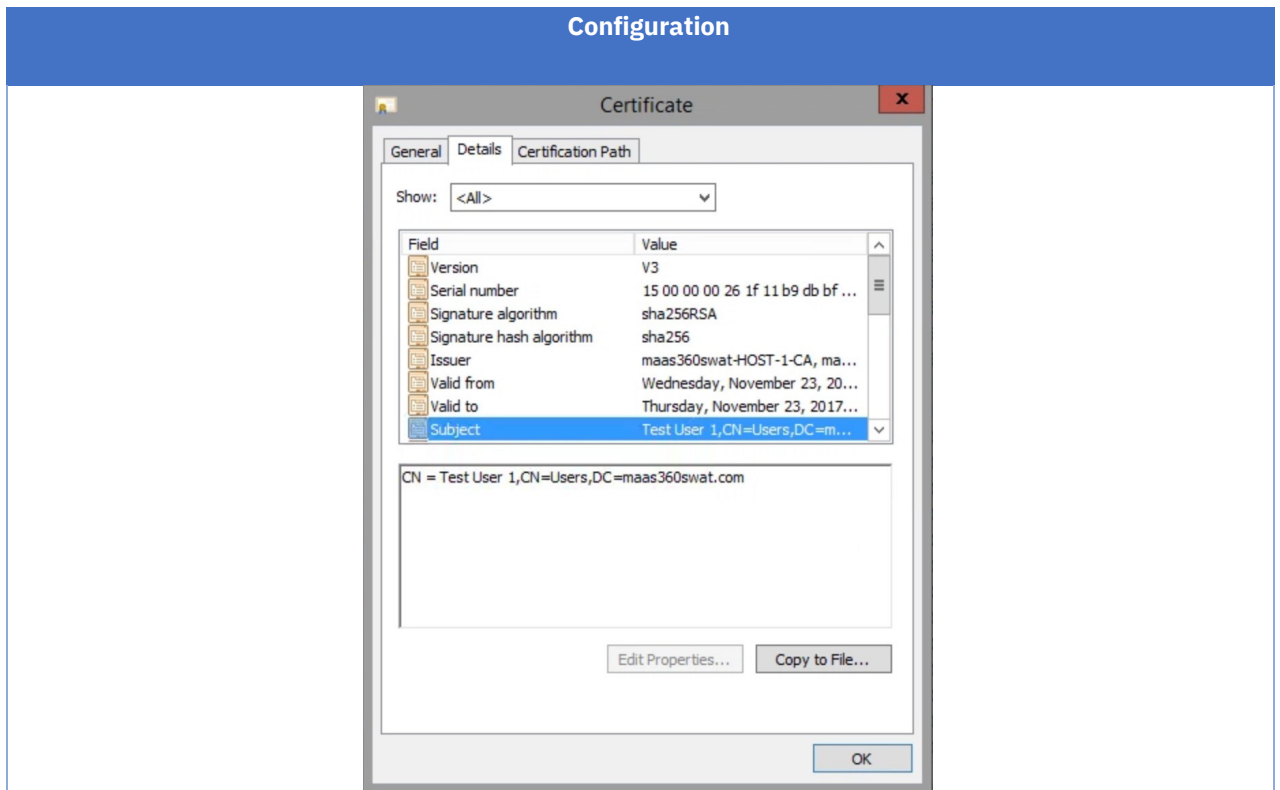 Configuration
Certificate
x
General Details Certification Path
Show: <All>
Field Value
Version V3
Serial number 15 00 00 00 26 1f 11 b9 db bf ...
Signature algorithm sha256RSA
Signature hash algorithm sha256
Issuer maas360swat-HOST-1-CA, ma...
Valid from Wednesday, November 23, 20...
Valid to Thursday, November 23, 2017...
Subject Test User 1,CN=Users,DC=m...
CN = Test User 1,CN=Users,DC=maas360swat.com
Edit Properties... Copy to File...
OK